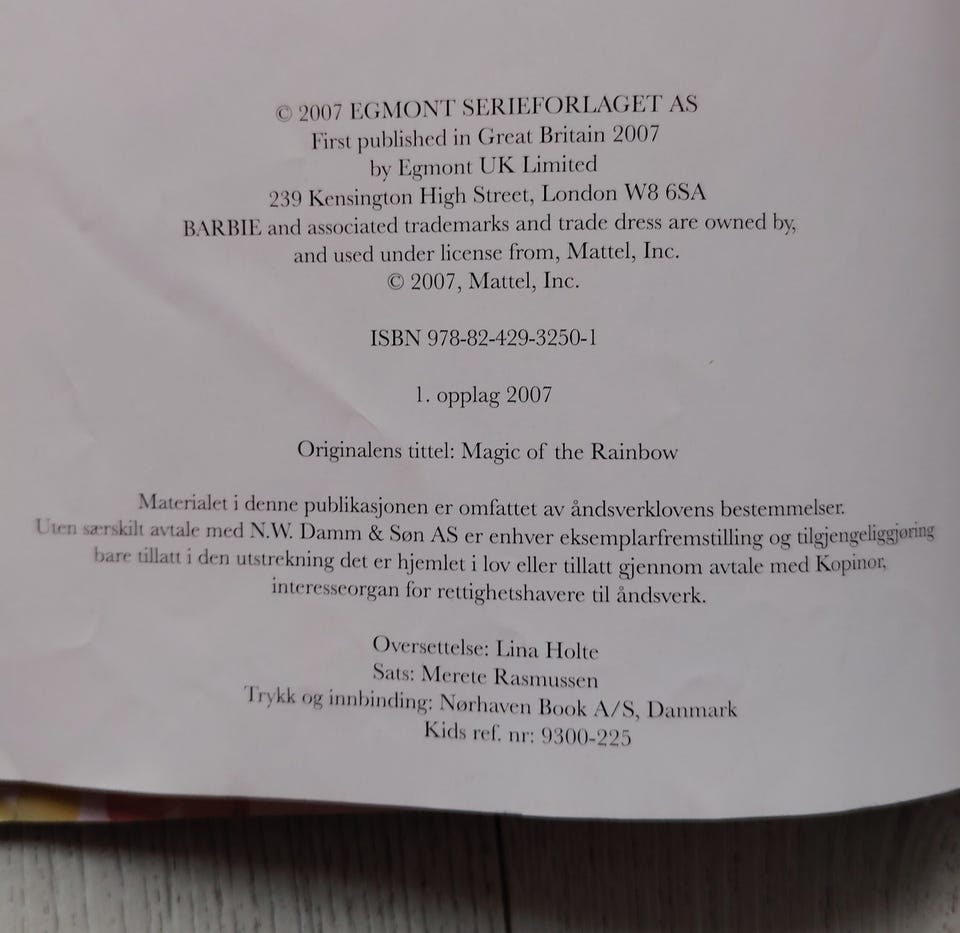 © 2007 EGMONT SERIEFORLAGET AS
First published in Great Britain 2007
by Egmont UK Limited
239 Kensington High Street, London W8 6SA
BARBIE and associated trademarks and trade dress are owned by,
and used under license from, Mattel, Inc.
© 2007, Mattel, Inc.
ISBN 978-82-429-3250-1
1. opplag 2007
Originalens tittel: Magic of the Rainbow
Materialet i denne publikasjonen er omfattet av åndsverklovens bestemmelser.
Uten særskilt avtale med N.W. Damm & Søn AS er enhver eksemplarfremstilling og tilgjengeliggjøring
bare tillatt i den utstrekning det er hjemlet i lov eller tillatt gjennom avtale med Kopinor,
interesseorgan for rettighetshavere til åndsverk.
Oversettelse: Lina Holte
Sats: Merete Rasmussen
Trykk og innbinding: Nørhaven Book A/S, Danmark
Kids ref. nr: 9300-225